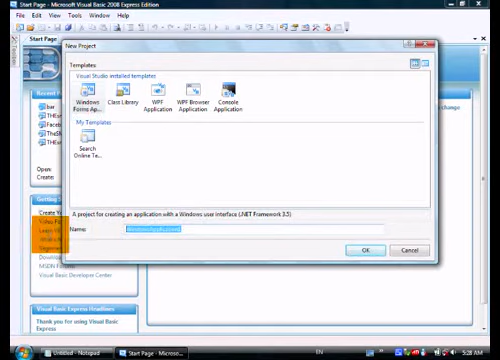 Start Page - Microsoft Visual Basic 2008 Express Edition
File Edit View Tools Window Help
Start Page
Toolbox
New Project
Templates:
Visual Studio installed templates
Windows Forms Ap...
Class Library
WPF Application
WPF Browser Application
Console Application
My Templates
Search Online Te...
A project for creating an application with a Windows user interface (.NET Framework 3.5)
Name:
OK
Cancel
Recent
bar
Open:
Create:
Getting S
Create Yo
MSDN Forums
Visual Basic Developer Center
Visual Basic Express Headlines
Thank you for using Visual Basic
Express
Untitled - Notepad
Start Page - Microso...
EN
5:28 AM